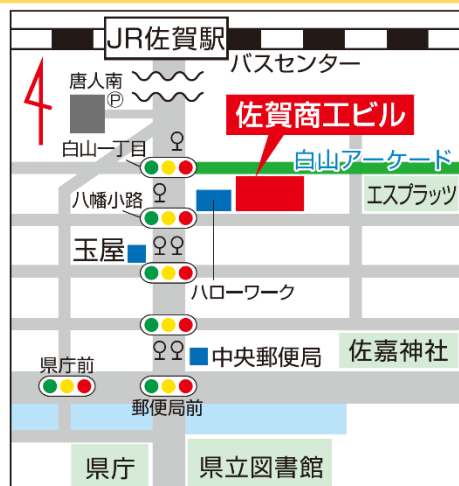 JR佐賀駅
バスセンター
唐人南
P
佐賀商工ビル
白山一丁目
白山アーケード
八幡小路
エスプラッツ
玉屋
ハローワーク
中央郵便局
佐嘉神社
県庁前
郵便局前
県庁
県立図書館